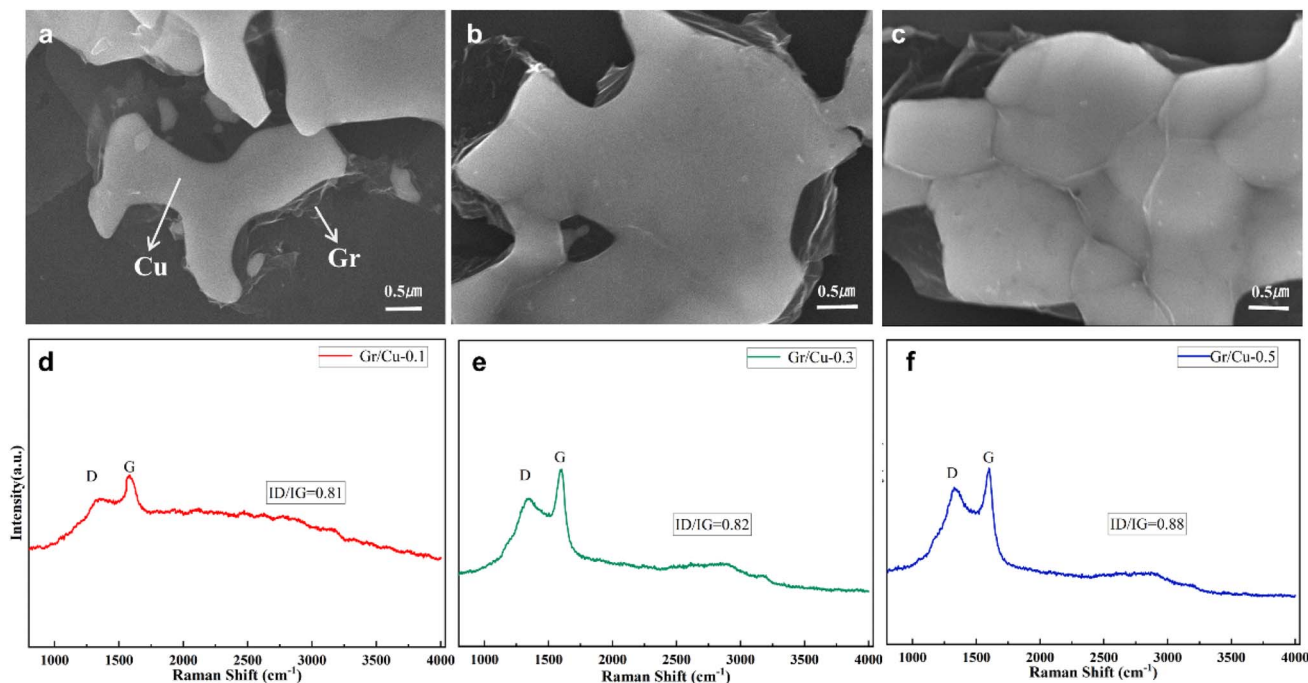 a
Cu
Gr
0.5㎛
b
0.5㎛
c
0.5㎛
d
Gr/Cu-0.1
D
G
ID/IG=0.81
Intensity(a.u.)
1000 1500 2000 2500 3000 3500 4000
Raman Shift (cm⁻¹)
e
Gr/Cu-0.3
D
G
ID/IG=0.82
1000 1500 2000 2500 3000 3500 4000
Raman Shift (cm⁻¹)
f
Gr/Cu-0.5
D
G
ID/IG=0.88
1000 1500 2000 2500 3000 3500 4000
Raman Shift (cm⁻¹)